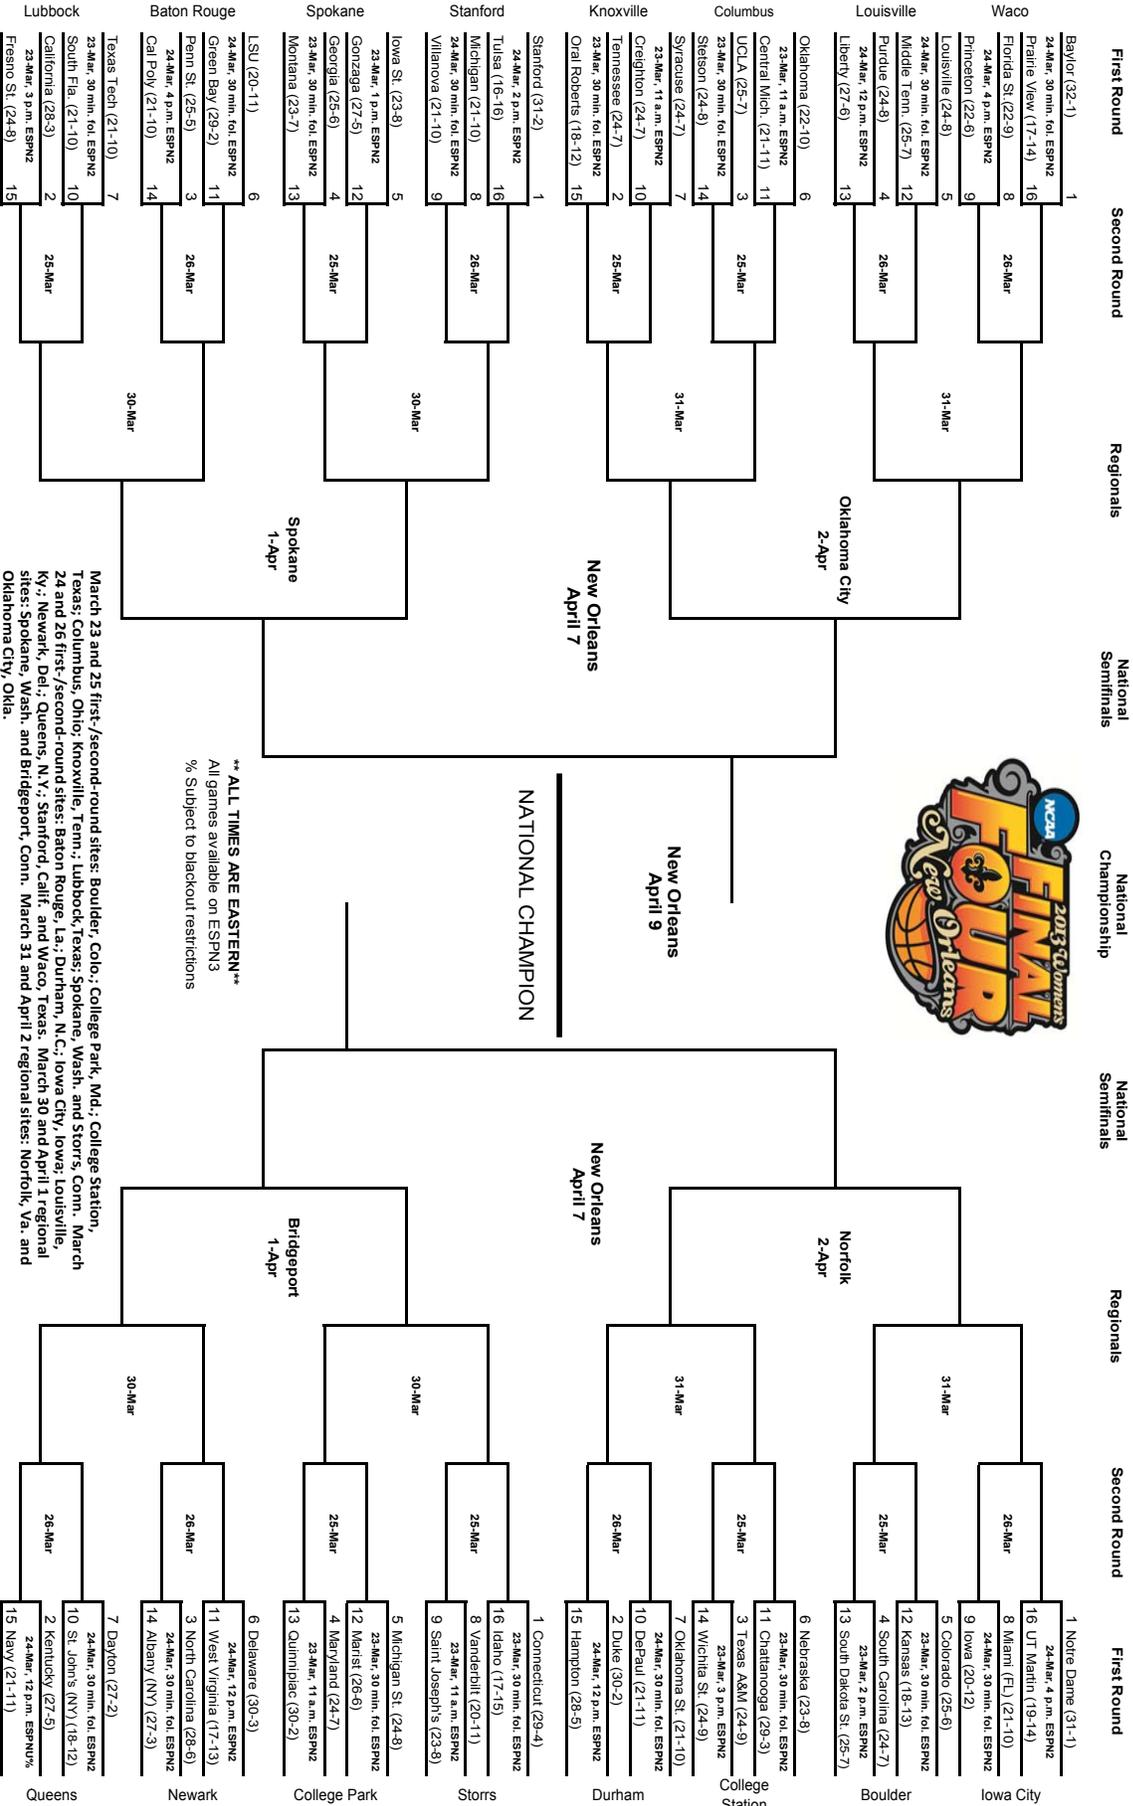 First Round
Second Round
Regionals
National
Semifinals
National
Championship
National
Semifinals
Regionals
Second Round
First Round
NCAA
2013 Women's
FINAL
FOUR
New Orleans
Waco
Baylor (32-1) 1
24-Mar, 30 min. fol. ESPN2
Prairie View (17-14) 16
Florida St.(22-9) 8
24-Mar, 4 p.m. ESPN2
Princeton (22-6) 9
26-Mar
Louisville
Louisville (24-8) 5
24-Mar, 30 min. fol. ESPN2
Middle Tenn. (25-7) 12
Purdue (24-8) 4
24-Mar, 12 p.m. ESPN2
Liberty (27-6) 13
26-Mar
31-Mar
Columbus
Oklahoma (22-10) 6
23-Mar, 11 a.m. ESPN2
Central Mich. (21-11) 11
UCLA (25-7) 3
23-Mar, 30 min. fol. ESPN2
Stetson (24-8) 14
25-Mar
Knoxville
Syracuse (24-7) 7
23-Mar, 11 a.m. ESPN2
Creighton (24-7) 10
Tennessee (24-7) 2
23-Mar, 30 min. fol. ESPN2
Oral Roberts (18-12) 15
25-Mar
31-Mar
Oklahoma City
2-Apr
Stanford
Stanford (31-2) 1
24-Mar, 2 p.m. ESPN2
Tulsa (16-16) 16
Michigan (21-10) 8
24-Mar, 30 min. fol. ESPN2
Villanova (21-10) 9
26-Mar
Spokane
Iowa St. (23-8) 5
23-Mar, 1 p.m. ESPN2
Gonzaga (27-5) 12
Georgia (25-6) 4
23-Mar, 30 min. fol. ESPN2
Montana (23-7) 13
25-Mar
30-Mar
Baton Rouge
LSU (20-11) 6
24-Mar, 30 min. fol. ESPN2
Green Bay (29-2) 11
Penn St. (25-5) 3
24-Mar, 4 p.m. ESPN2
Cal Poly (21-10) 14
26-Mar
Lubbock
Texas Tech (21-10) 7
23-Mar, 30 min. fol. ESPN2
South Fla. (21-10) 10
California (28-3) 2
23-Mar, 3 p.m. ESPN2
Fresno St. (24-8) 15
25-Mar
30-Mar
Spokane
1-Apr
New Orleans
April 7
New Orleans
April 9
NATIONAL CHAMPION
** ALL TIMES ARE EASTERN**
All games available on ESPN3
% Subject to blackout restrictions
New Orleans
April 7
Norfolk
2-Apr
31-Mar
26-Mar
1 Notre Dame (31-1)
24-Mar, 4 p.m. ESPN2
16 UT Martin (19-14)
8 Miami (FL) (21-10)
24-Mar, 30 min. fol. ESPN2
9 Iowa (20-12)
Iowa City
25-Mar
5 Colorado (25-6)
23-Mar, 30 min. fol. ESPN2
12 Kansas (18-13)
4 South Carolina (24-7)
23-Mar, 2 p.m. ESPN2
13 South Dakota St. (25-7)
Boulder
31-Mar
25-Mar
6 Nebraska (23-8)
23-Mar, 30 min. fol. ESPN2
11 Chattanooga (29-3)
3 Texas A&M (24-9)
23-Mar, 3 p.m. ESPN2
14 Wichita St. (24-9)
College
Station
26-Mar
7 Oklahoma St. (21-10)
24-Mar, 30 min. fol. ESPN2
10 DePaul (21-11)
2 Duke (30-2)
24-Mar, 12 p.m. ESPN2
15 Hampton (28-5)
Durham
Bridgeport
1-Apr
30-Mar
25-Mar
1 Connecticut (29-4)
23-Mar, 30 min. fol. ESPN2
16 Idaho (17-15)
8 Vanderbilt (20-11)
23-Mar, 11 a.m. ESPN2
9 Saint Joseph's (23-8)
Storrs
25-Mar
5 Michigan St. (24-8)
23-Mar, 30 min. fol. ESPN2
12 Marist (26-6)
4 Maryland (24-7)
23-Mar, 11 a.m. ESPN2
13 Quinnipiac (30-2)
College Park
30-Mar
26-Mar
6 Delaware (30-3)
24-Mar, 12 p.m. ESPN2
11 West Virginia (17-13)
3 North Carolina (28-6)
24-Mar, 30 min. fol. ESPN2
14 Albany (NY) (27-3)
Newark
26-Mar
7 Dayton (27-2)
24-Mar, 30 min. fol. ESPN2
10 St. John's (NY) (18-12)
2 Kentucky (27-5)
24-Mar, 12 p.m. ESPNU%
15 Navy (21-11)
Queens
March 23 and 25 first-/second-round sites: Boulder, Colo.; College Park, Md.; College Station,
Texas; Columbus, Ohio; Knoxville, Tenn.; Lubbock,Texas; Spokane, Wash. and Storrs, Conn. March
24 and 26 first-/second-round sites: Baton Rouge, La.; Durham, N.C.; Iowa City, Iowa; Louisville,
Ky.; Newark, Del.; Queens, N.Y.; Stanford, Calif. and Waco, Texas. March 30 and April 1 regional
sites: Spokane, Wash. and Bridgeport, Conn. March 31 and April 2 regional sites: Norfolk, Va. and
Oklahoma City, Okla.